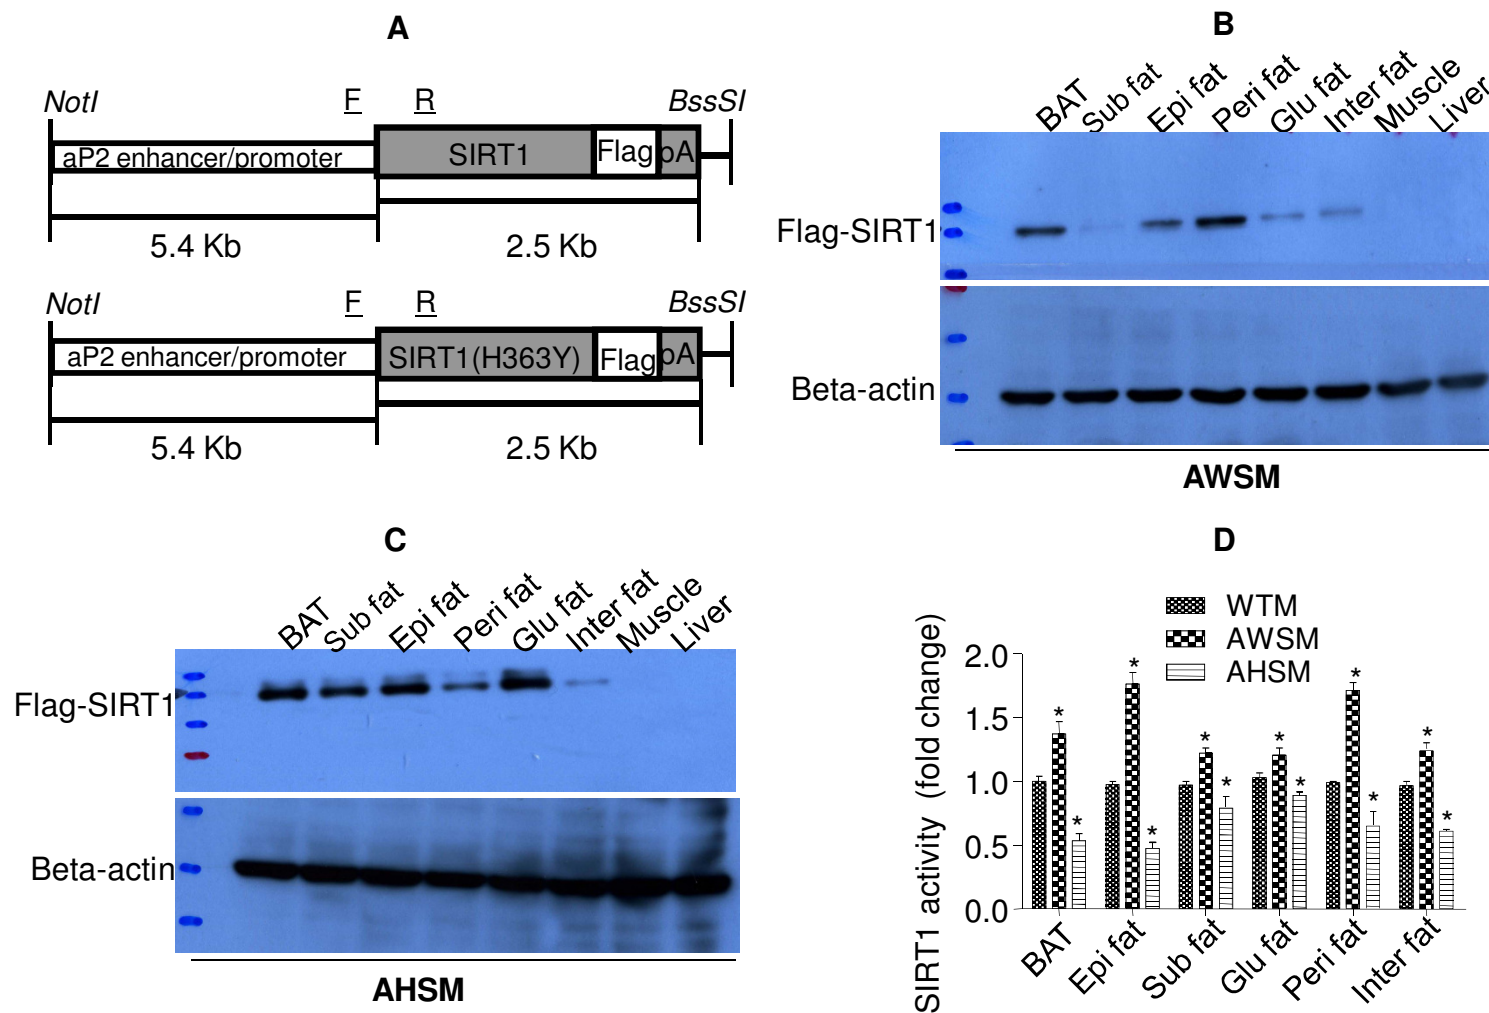 A
NotI F R BssSI
aP2 enhancer/promoter SIRT1 Flag pA
5.4 Kb 2.5 Kb
NotI F R BssSI
aP2 enhancer/promoter SIRT1(H363Y) Flag pA
5.4 Kb 2.5 Kb
B
BAT Sub fat Epi fat Peri fat Glu fat Inter fat Muscle Liver
Flag-SIRT1
Beta-actin
AWSM
C
BAT Sub fat Epi fat Peri fat Glu fat Inter fat Muscle Liver
Flag-SIRT1
Beta-actin
AHSM
D
WTM
AWSM
AHSM
SIRT1 activity (fold change)
2.0
1.5
1.0
0.5
0.0
* * * * * * * * * * * *
BAT Epi fat Sub fat Glu fat Peri fat Inter fat